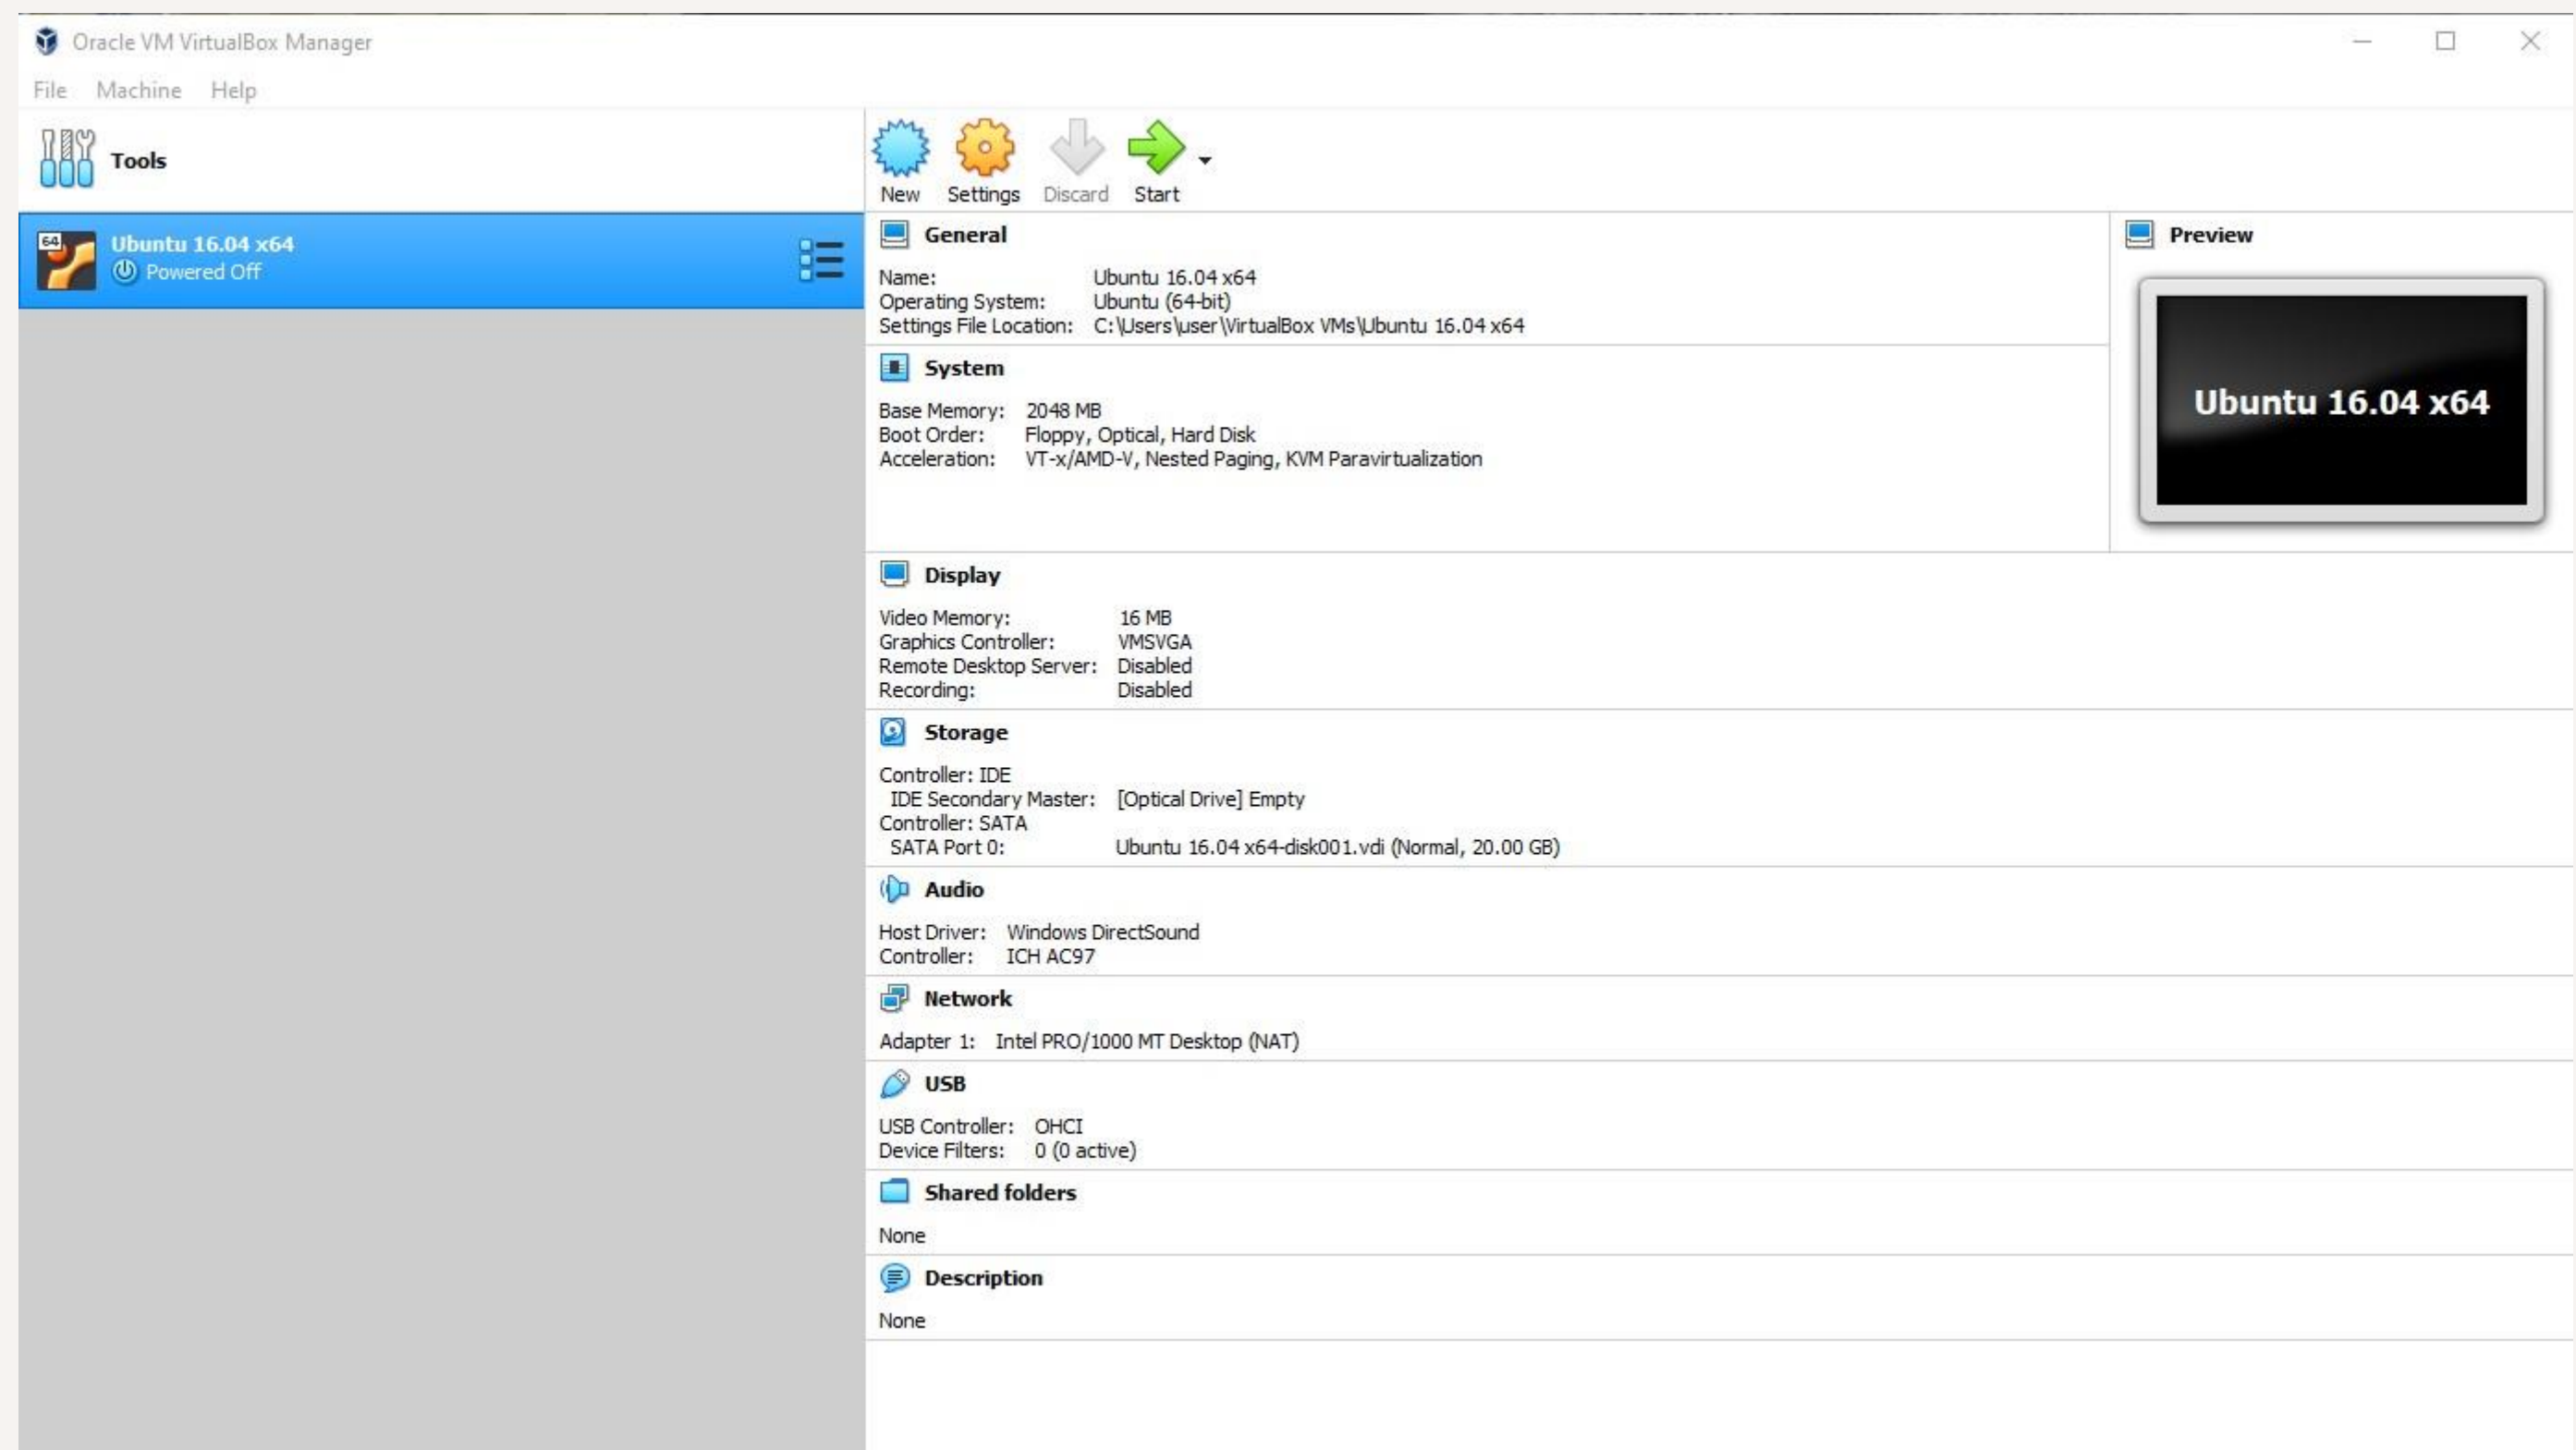 Oracle VM VirtualBox Manager
File Machine Help
Tools
New Settings Discard Start
64
Ubuntu 16.04 x64
Powered Off
General
Name: Ubuntu 16.04 x64
Operating System: Ubuntu (64-bit)
Settings File Location: C:\Users\user\VirtualBox VMs\Ubuntu 16.04 x64
Preview
Ubuntu 16.04 x64
System
Base Memory: 2048 MB
Boot Order: Floppy, Optical, Hard Disk
Acceleration: VT-x/AMD-V, Nested Paging, KVM Paravirtualization
Display
Video Memory: 16 MB
Graphics Controller: VMSVGA
Remote Desktop Server: Disabled
Recording: Disabled
Storage
Controller: IDE
IDE Secondary Master: [Optical Drive] Empty
Controller: SATA
SATA Port 0: Ubuntu 16.04 x64-disk001.vdi (Normal, 20.00 GB)
Audio
Host Driver: Windows DirectSound
Controller: ICH AC97
Network
Adapter 1: Intel PRO/1000 MT Desktop (NAT)
USB
USB Controller: OHCI
Device Filters: 0 (0 active)
Shared folders
None
Description
None